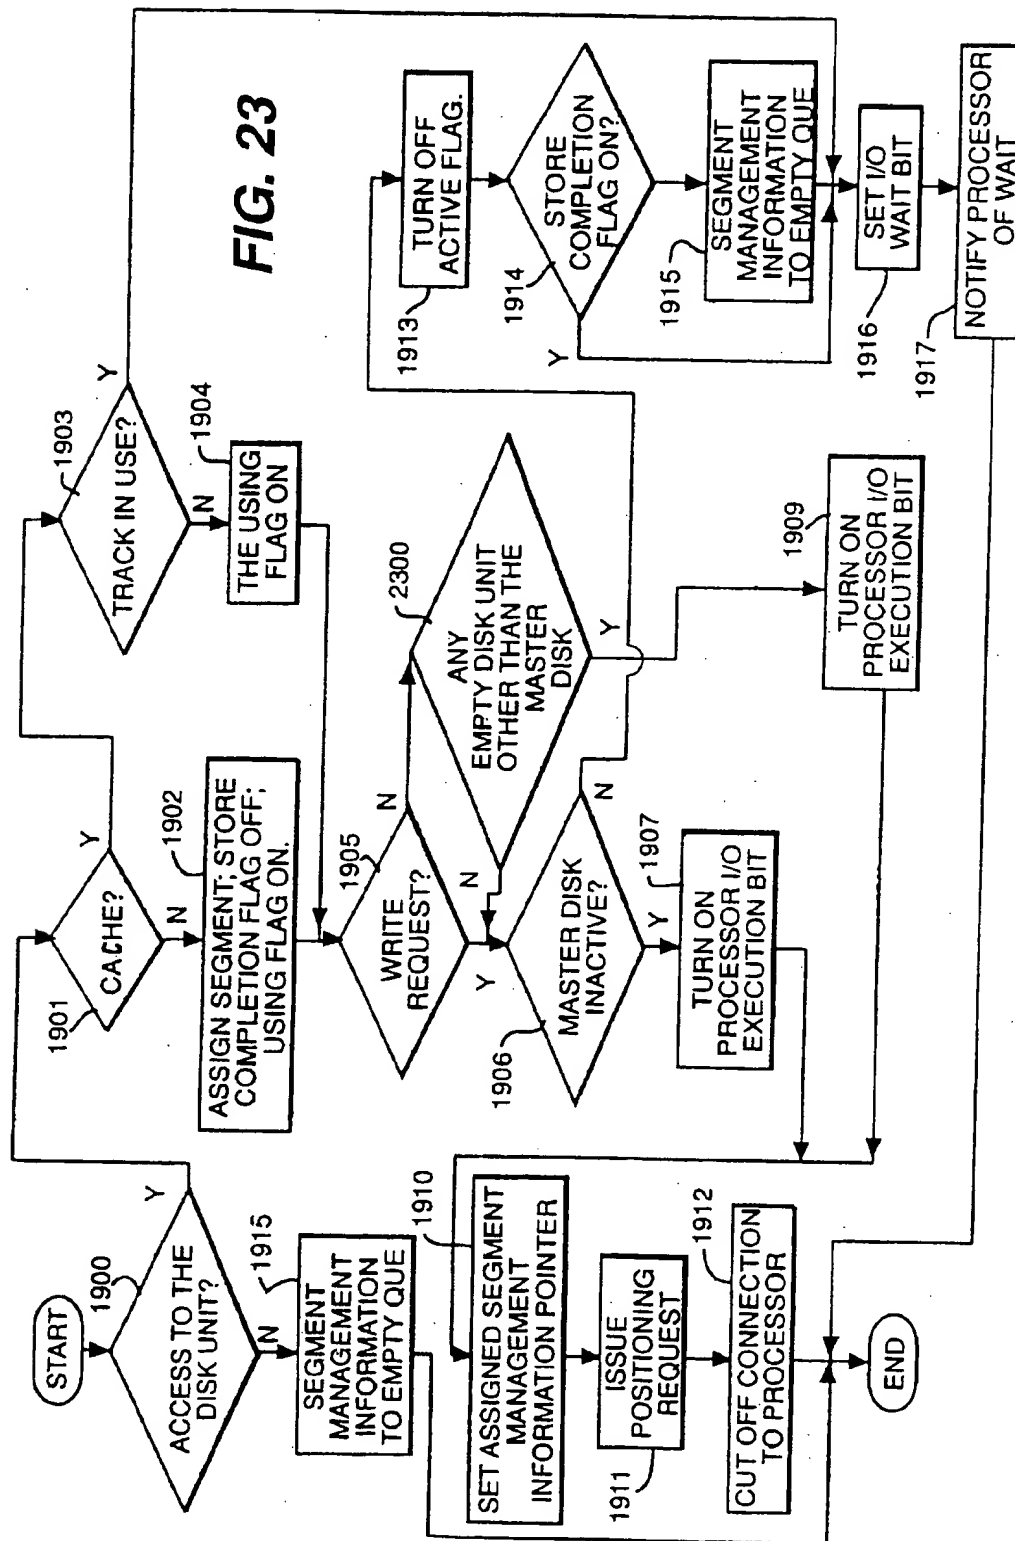 FIG. 23
START
1900
ACCESS TO THE
DISK UNIT?
Y
N
1915
SEGMENT
MANAGEMENT
INFORMATION
TO EMPTY QUE
1910
SET ASSIGNED SEGMENT
MANAGEMENT
INFORMATION POINTER
ISSUE
POSITIONING
REQUEST
1911
1912
CUT OFF CONNECTION
TO PROCESSOR
END
CACHE?
1901
Y
N
1902
ASSIGN SEGMENT; STORE
COMPLETION FLAG OFF;
USING FLAG ON.
1905
WRITE
REQUEST?
N
Y
MASTER DISK
INACTIVE?
1906
N
Y
1907
TURN ON
PROCESSOR I/O
EXECUTION BIT
1903
TRACK IN USE?
Y
N
1904
THE USING
FLAG ON
2300
ANY
EMPTY DISK UNIT
OTHER THAN THE
MASTER
DISK
N
Y
1909
TURN ON
PROCESSOR I/O
EXECUTION BIT
TURN OFF
ACTIVE FLAG.
1913
STORE
COMPLETION
FLAG ON?
1914
Y
1915
SEGMENT
MANAGEMENT
INFORMATION
TO EMPTY QUE
SET I/O
WAIT BIT
1916
NOTIFY PROCESSOR
OF WAIT
1917